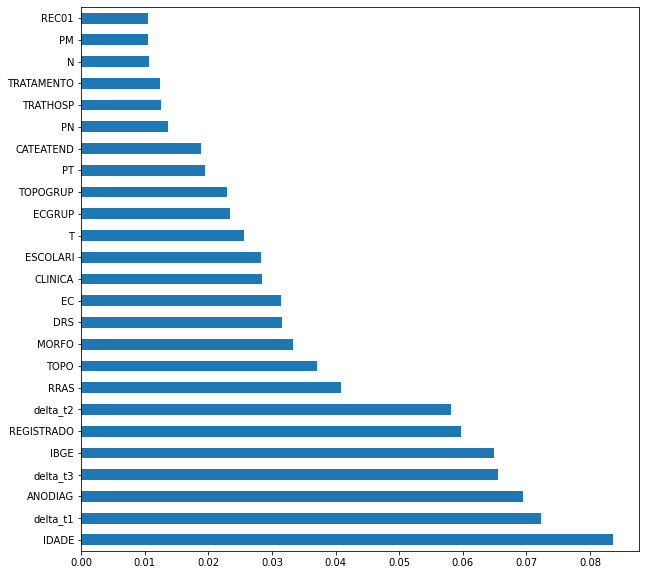 REC01
PM
N
TRATAMENTO
TRATHOSP
PN
CATEATEND
PT
TOPOGRUP
ECGRUP
T
ESCOLARI
CLINICA
EC
DRS
MORFO
TOPO
RRAS
delta_t2
REGISTRADO
IBGE
delta_t3
ANODIAG
delta_t1
IDADE
0.00 0.01 0.02 0.03 0.04 0.05 0.06 0.07 0.08